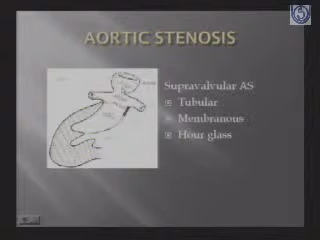 AORTIC STENOSIS
Supravalvular AS
Tubular
Membranous
Hour glass